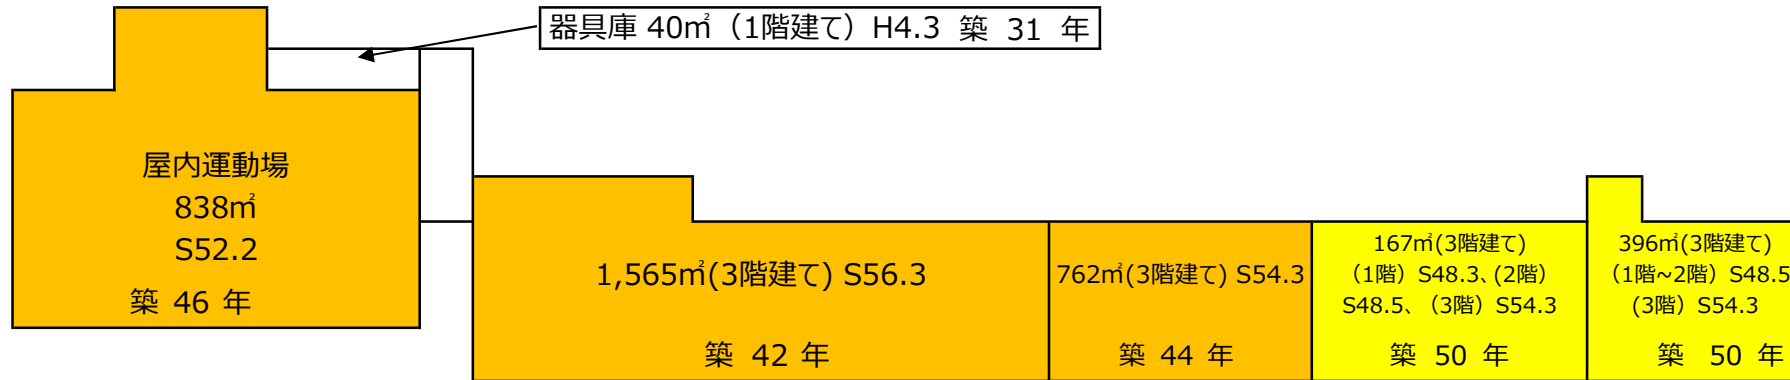 器具庫 40㎡（1階建て）H4.3 築 31 年
屋内運動場
838㎡
S52.2
築 46 年
1,565㎡(3階建て) S56.3
築 42 年
762㎡(3階建て) S54.3
築 44 年
167㎡(3階建て)
（1階）S48.3、(2階)
S48.5、（3階）S54.3
築 50 年
396㎡(3階建て)
（1階~2階）S48.5
(3階）S54.3
築 50 年